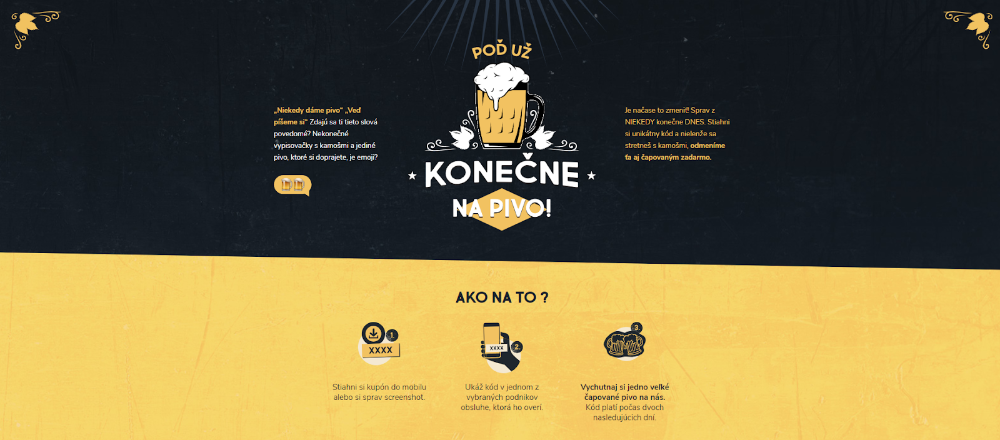 POĎ UŽ
KONEČNE
NA PIVO!
„Niekedy dáme pivo“ „Veď
píšeme si“ Zdajú sa ti tieto slová
povedomé? Nekonečné
vypisovačky s kamošmi a jediné
pivo, ktoré si doprajete, je emoji?
Je načase to zmeniť! Sprav z
NIEKEDY konečne DNES. Stiahni
si unikátny kód a nielenže sa
stretneš s kamošmi, odmeníme
ťa aj čapovaným zadarmo.
AKO NA TO ?
1.
XXXX
Stiahni si kupón do mobilu
alebo si sprav screenshot.
XXXX
2.
Ukáž kód v jednom z
vybraných podnikov
obsluhe, ktorá ho overí.
3.
Vychutnaj si jedno veľké
čapované pivo na nás.
Kód platí počas dvoch
nasledujúcich dní.